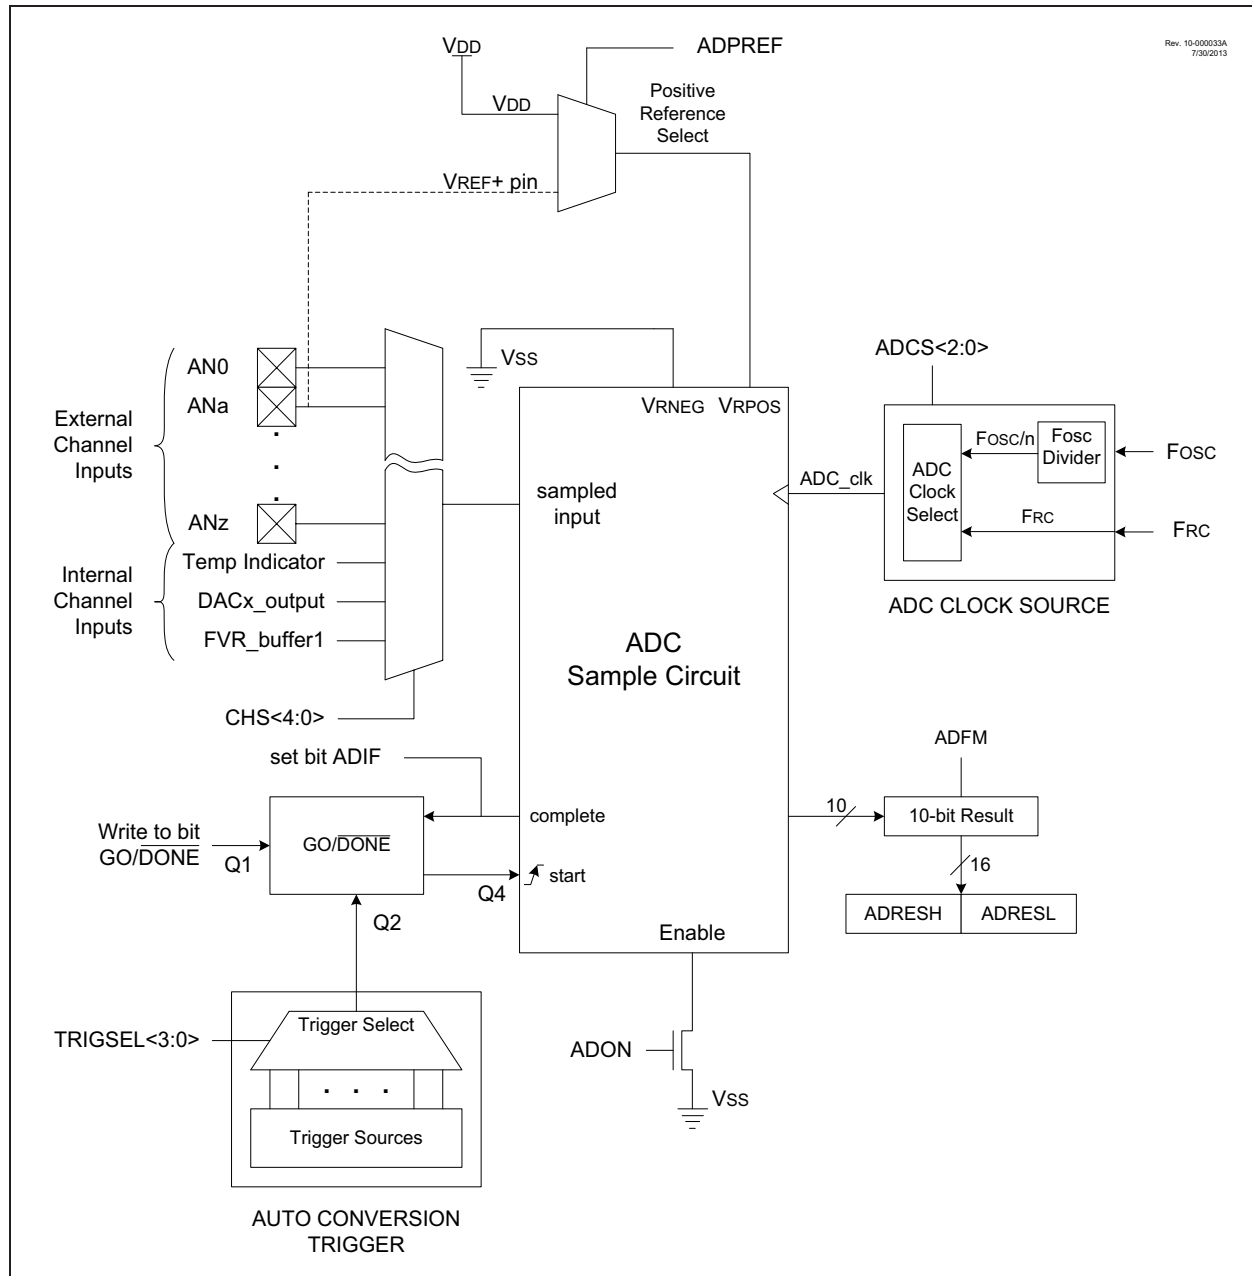 Rev. 10-000033A
7/30/2013
VDD
ADPREF
VDD
Positive
Reference
Select
VREF+ pin
VSS
ADCS<2:0>
AN0
ANa
External
Channel
Inputs
VRNEG
VRPOS
FOSC/n
Fosc
Divider
FOSC
ADC
Clock
Select
ADC_clk
sampled
input
ANz
FRC
FRC
Temp Indicator
Internal
Channel
Inputs
DACx_output
ADC CLOCK SOURCE
FVR_buffer1
ADC
Sample Circuit
CHS<4:0>
set bit ADIF
ADFM
complete
10
10-bit Result
Write to bit
GO/DONE
Q1
GO/DONE
Q4
start
16
ADRESH
ADRESL
Q2
Enable
Trigger Select
TRIGSEL<3:0>
. . .
ADON
VSS
Trigger Sources
AUTO CONVERSION
TRIGGER